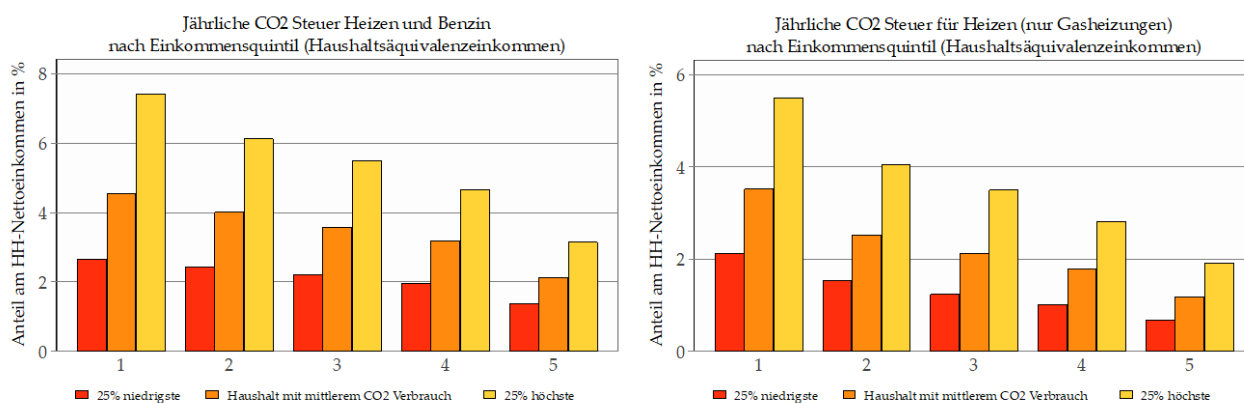 Jährliche CO2 Steuer Heizen und Benzin
nach Einkommensquintil (Haushaltsäquivalenzeinkommen)
Anteil am HH-Nettoeinkommen in %
8
6
4
2
0
1 2 3 4 5
25% niedrigste Haushalt mit mittlerem CO2 Verbrauch 25% höchste
Jährliche CO2 Steuer für Heizen (nur Gasheizungen)
nach Einkommensquintil (Haushaltsäquivalenzeinkommen)
Anteil am HH-Nettoeinkommen in %
6
4
2
0
1 2 3 4 5
25% niedrigste Haushalt mit mittlerem CO2 Verbrauch 25% höchste